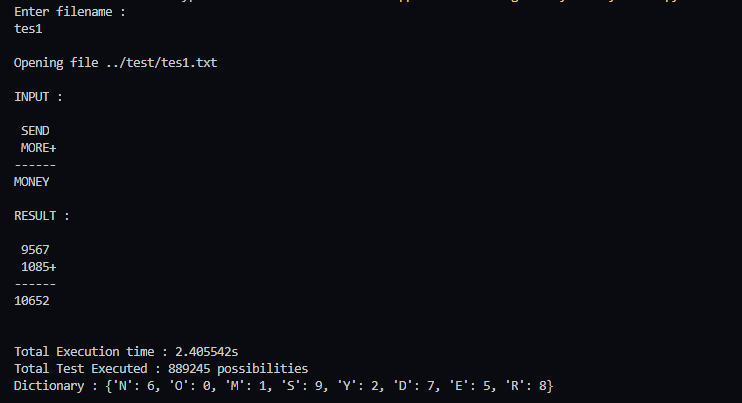 Enter filename :
tes1
Opening file ../test/tes1.txt
INPUT :
SEND
MORE+
------
MONEY
RESULT :
9567
1085+
------
10652
Total Execution time : 2.405542s
Total Test Executed : 889245 possibilities
Dictionary : {'N': 6, 'O': 0, 'M': 1, 'S': 9, 'Y': 2, 'D': 7, 'E': 5, 'R': 8}